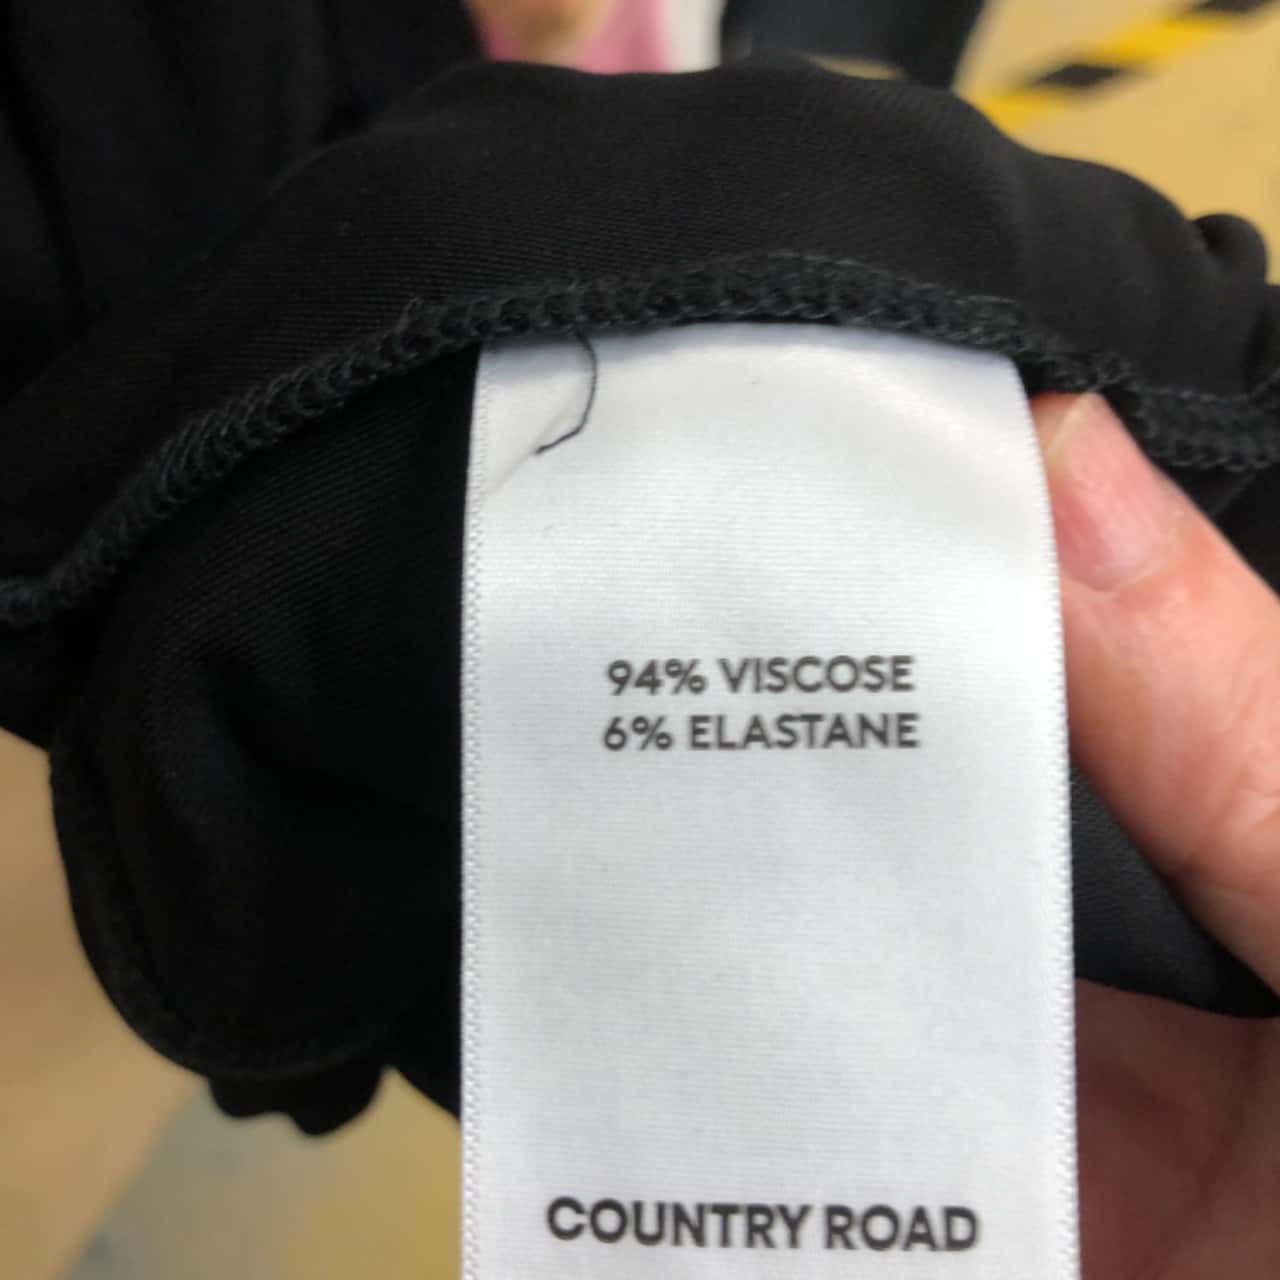 94% VISCOSE
6% ELASTANE
COUNTRY ROAD